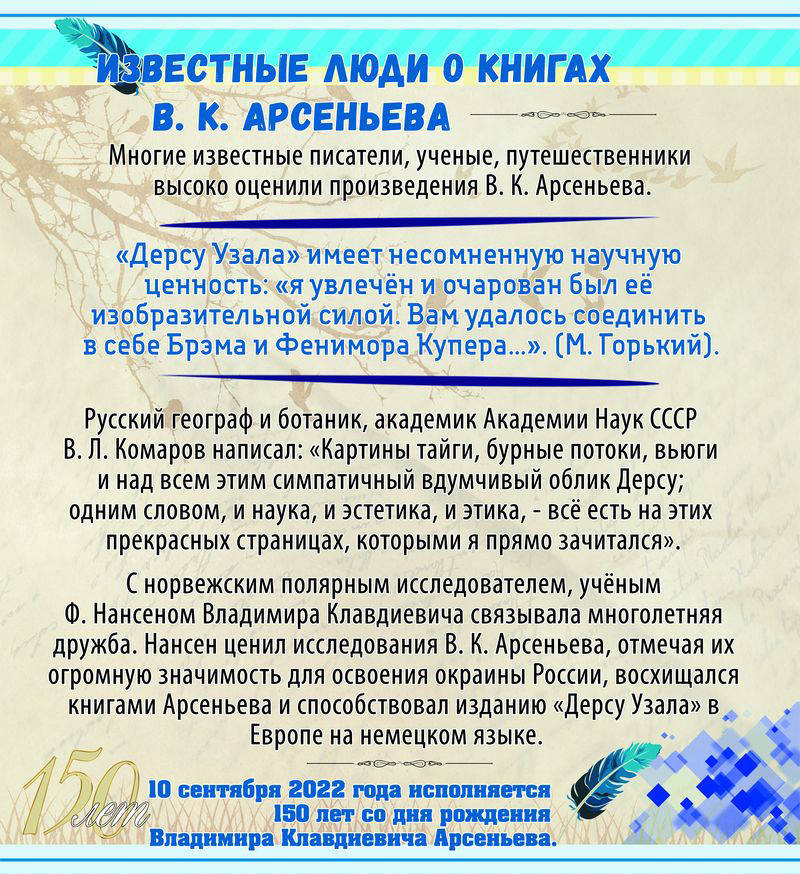 ИЗВЕСТНЫЕ ЛЮДИ О КНИГАХ
В. К. АРСЕНЬЕВА
Многие известные писатели, ученые, путешественники
высоко оценили произведения В. К. Арсеньева.
«Дерсу Узала» имеет несомненную научную
ценность: «я увлечён и очарован был её
изобразительной силой. Вам удалось соединить
в себе Брэма и Фенимора Купера...». (М. Горький).
Русский географ и ботаник, академик Академии Наук СССР
В. Л. Комаров написал: «Картины тайги, бурные потоки, вьюги
и над всем этим симпатичный вдумчивый облик Дерсу;
одним словом, и наука, и эстетика, и этика, - всё есть на этих
прекрасных страницах, которыми я прямо зачитался».
С норвежским полярным исследователем, учёным
Ф. Нансеном Владимира Клавдиевича связывала многолетняя
дружба. Нансен ценил исследования В. К. Арсеньева, отмечая их
огромную значимость для освоения окраины России, восхищался
книгами Арсеньева и способствовал изданию «Дерсу Узала» в
Европе на немецком языке.
150 лет
10 сентября 2022 года исполняется
150 лет со дня рождения
Владимира Клавдиевича Арсеньева.